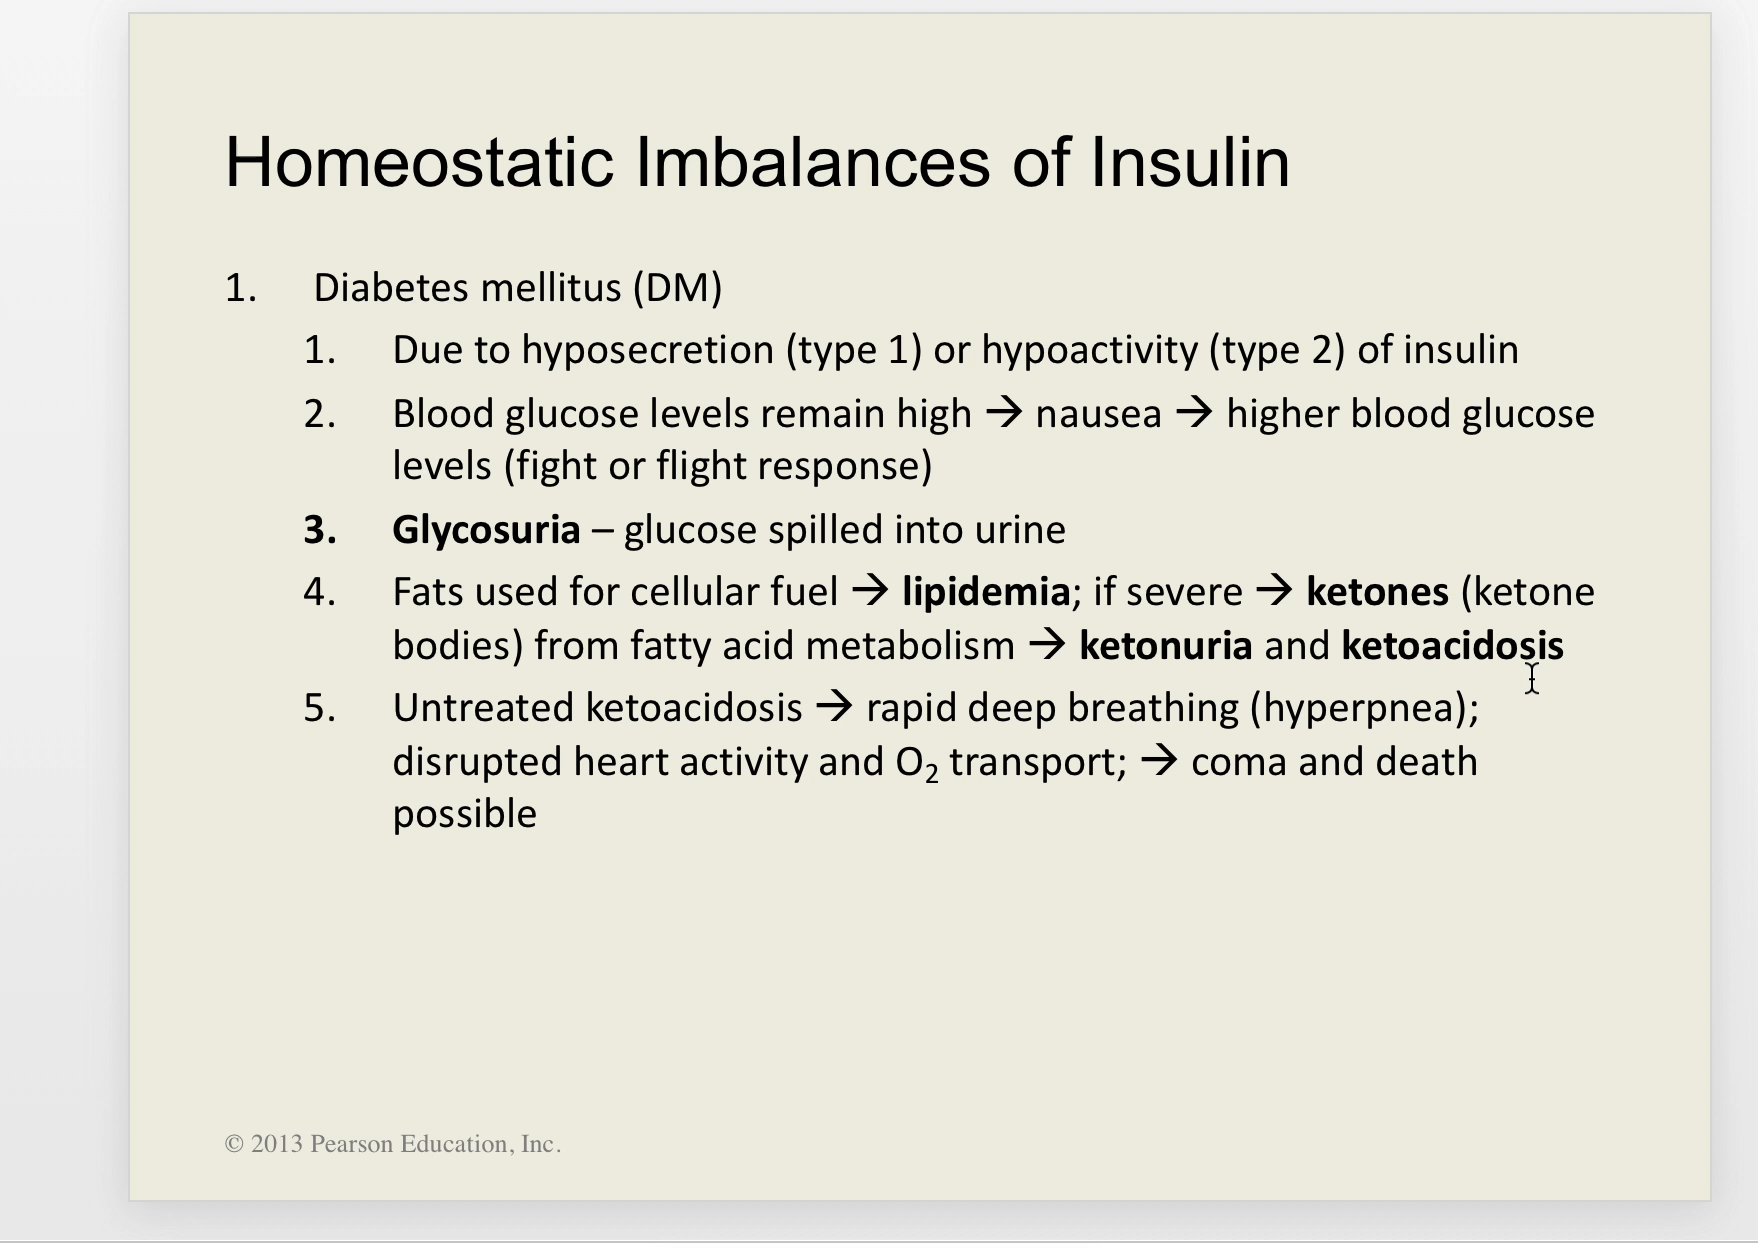 Homeostatic Imbalances of Insulin
1. Diabetes mellitus (DM)
1. Due to hyposecretion (type 1) or hypoactivity (type 2) of insulin
2. Blood glucose levels remain high → nausea → higher blood glucose
levels (fight or flight response)
3. Glycosuria – glucose spilled into urine
4. Fats used for cellular fuel → lipidemia; if severe → ketones (ketone
bodies) from fatty acid metabolism → ketonuria and ketoacidosis
5. Untreated ketoacidosis → rapid deep breathing (hyperpnea);
disrupted heart activity and O₂ transport; → coma and death
possible
© 2013 Pearson Education, Inc.